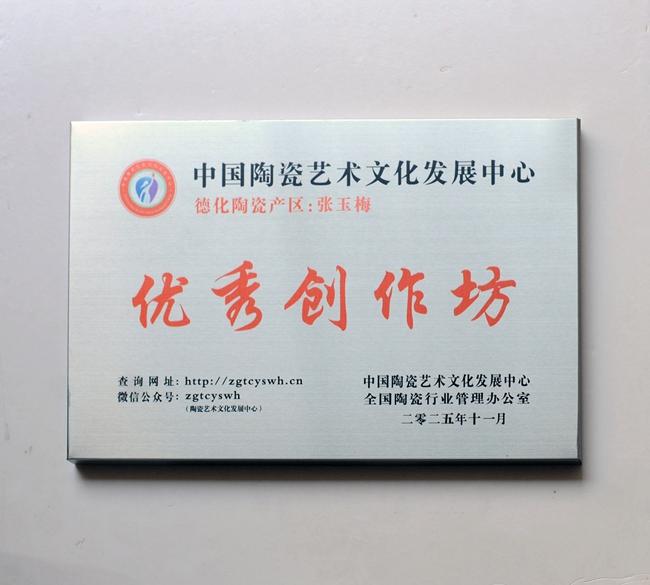 中国陶瓷艺术文化发展中心
德化陶瓷产区:张玉梅
优秀创作坊
查询网址: http://zgtcyswh.cn
微信公众号: zgtcyswh
(陶瓷艺术文化发展中心)
中国陶瓷艺术文化发展中心
全国陶瓷行业管理办公室
二零二五年十一月